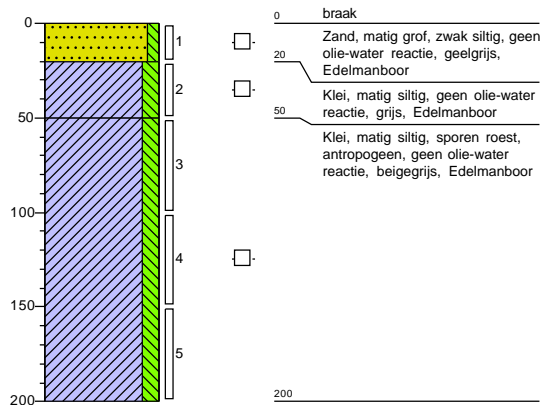 0
50
100
150
200
1
2
3
4
5
0 braak
Zand, matig grof, zwak siltig, geen
olie-water reactie, geelgrijs,
Edelmanboor
20
Klei, matig siltig, geen olie-water
reactie, grijs, Edelmanboor
50
Klei, matig siltig, sporen roest,
antropogeen, geen olie-water
reactie, beigegrijs, Edelmanboor
200